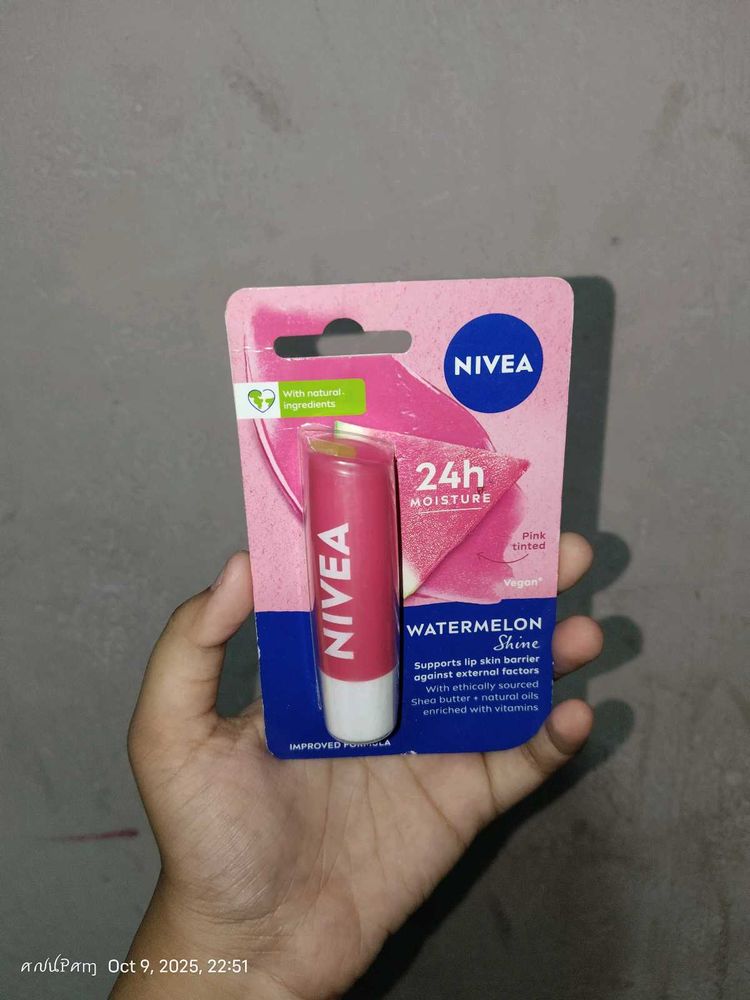 NIVEA
With natural
ingredients
24h
MOISTURE
Pink
tinted
Vegan*
NIVEA
WATERMELON
Shine
Supports lip skin barrier
against external factors
With ethically sourced
Shea butter + natural oils
enriched with vitamins
IMPROVED FORMULA
Oct 9, 2025, 22:51